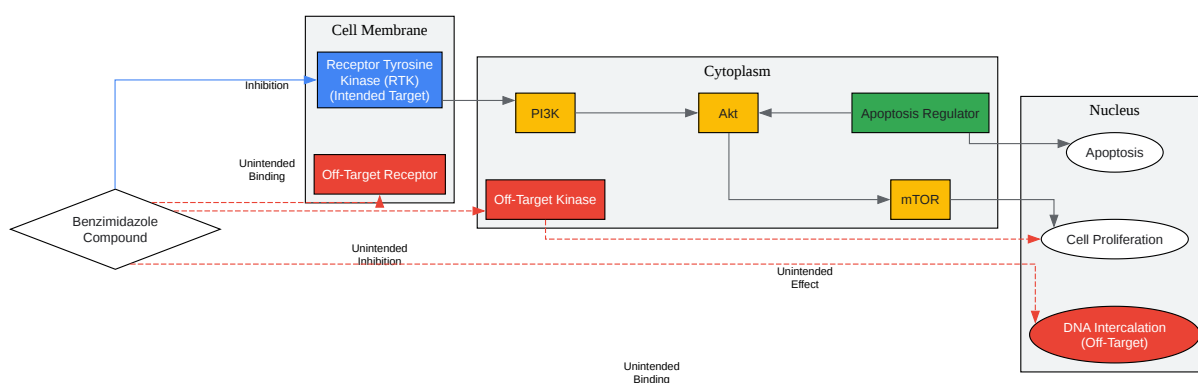 Cell Membrane
Receptor Tyrosine
Kinase (RTK)
(Intended Target)
Inhibition
Cytoplasm
PI3K
Akt
Apoptosis Regulator
Nucleus
Apoptosis
Unintended
Binding
Off-Target Receptor
Off-Target Kinase
mTOR
Benzimidazole
Compound
Cell Proliferation
Unintended
Inhibition
Unintended
Effect
DNA Intercalation
(Off-Target)
Unintended
Binding